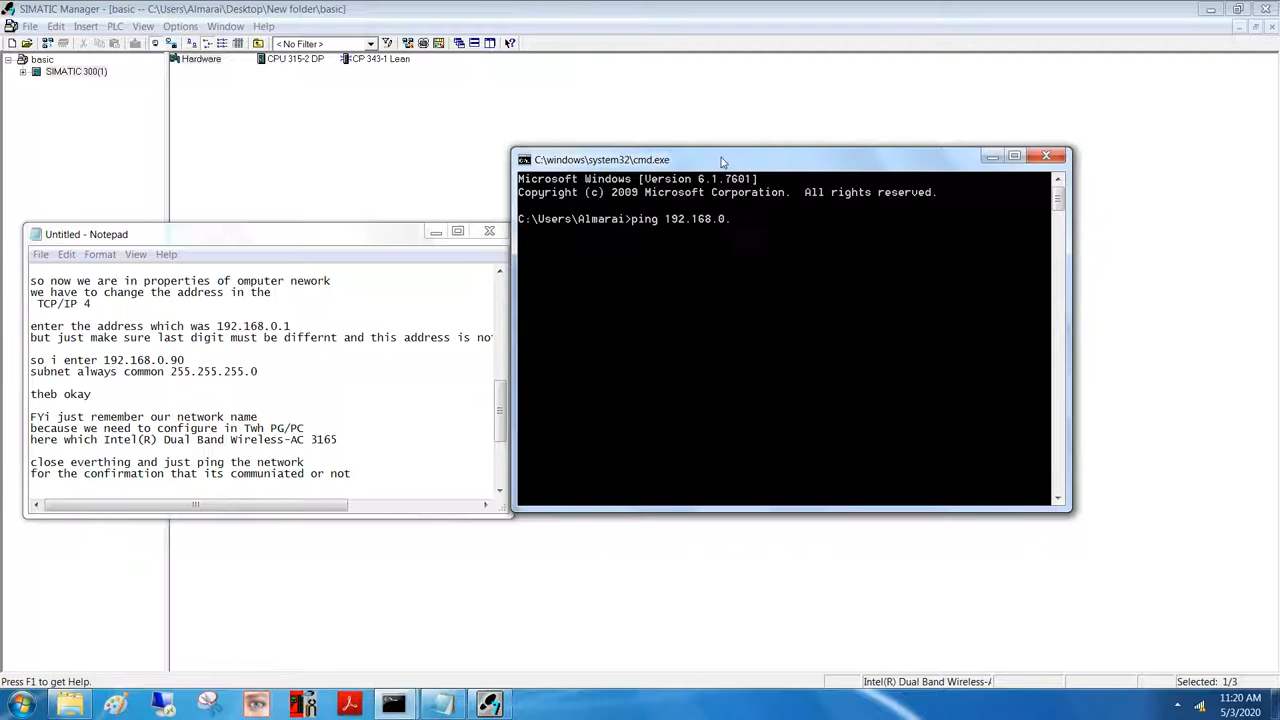 SIMATIC Manager - [basic -- C:\Users\Almarai\Desktop\New folder\basic]
File Edit Insert PLC View Options Window Help
< No Filter >
basic
SIMATIC 300(1)
Hardware CPU 315-2 DP CP 343-1 Lean
C:\windows\system32\cmd.exe
Microsoft Windows [Version 6.1.7601]
Copyright (c) 2009 Microsoft Corporation. All rights reserved.
C:\Users\Almarai>ping 192.168.0.
Untitled - Notepad
File Edit Format View Help
so now we are in properties of omputer nework
we have to change the address in the
TCP/IP 4
enter the address which was 192.168.0.1
but just make sure last digit must be differnt and this address is no
so i enter 192.168.0.90
subnet always common 255.255.255.0
theb okay
FYi just remember our network name
because we need to configure in Twh PG/PC
here which Intel(R) Dual Band Wireless-AC 3165
close everthing and just ping the network
for the confirmation that its communiated or not
Press F1 to get Help.
Intel(R) Dual Band Wireless-A
Selected: 1/3
11:20 AM
5/3/2020